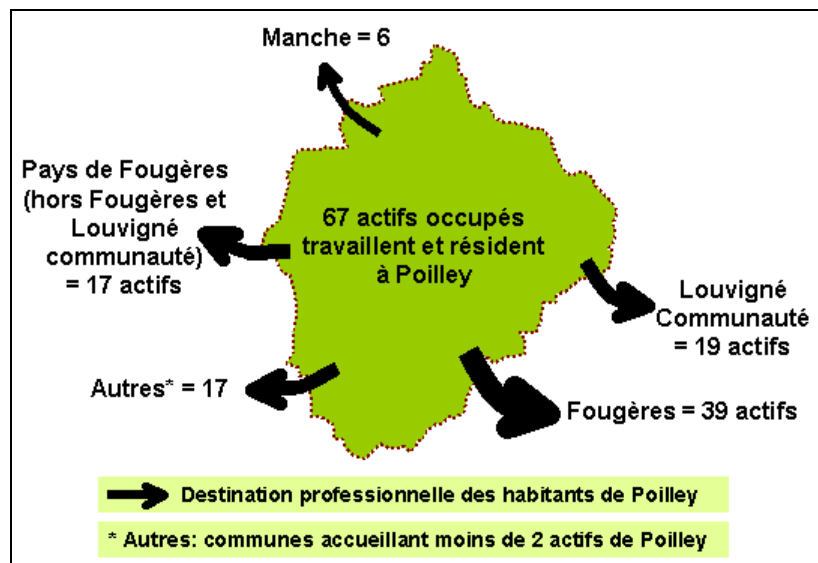 Manche = 6
Pays de Fougères
(hors Fougères et
Louvigné
communauté)
= 17 actifs
67 actifs occupés
travaillent et résident
à Poilley
Louvigné
Communauté
= 19 actifs
Autres* = 17
Fougères = 39 actifs
Destination professionnelle des habitants de Poilley
* Autres: communes accueillant moins de 2 actifs de Poilley